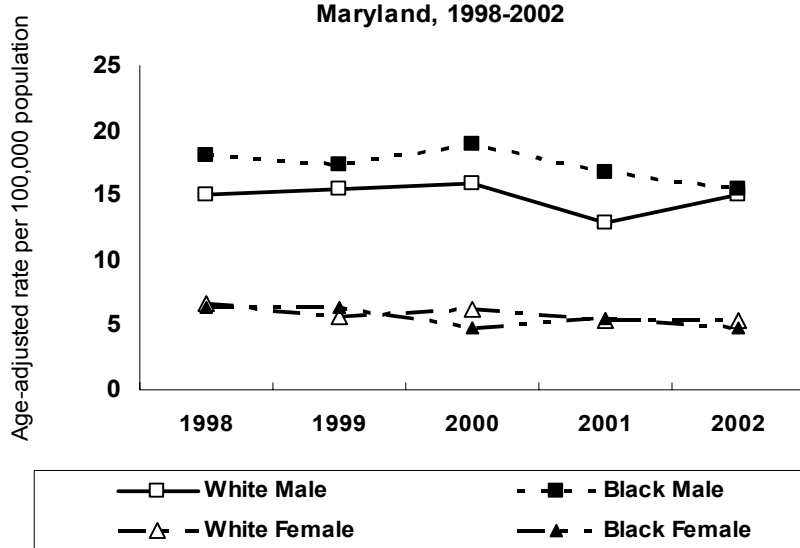 Maryland, 1998-2002
Age-adjusted rate per 100,000 population
25
20
15
10
5
0
1998 1999 2000 2001 2002
White Male Black Male
White Female Black Female